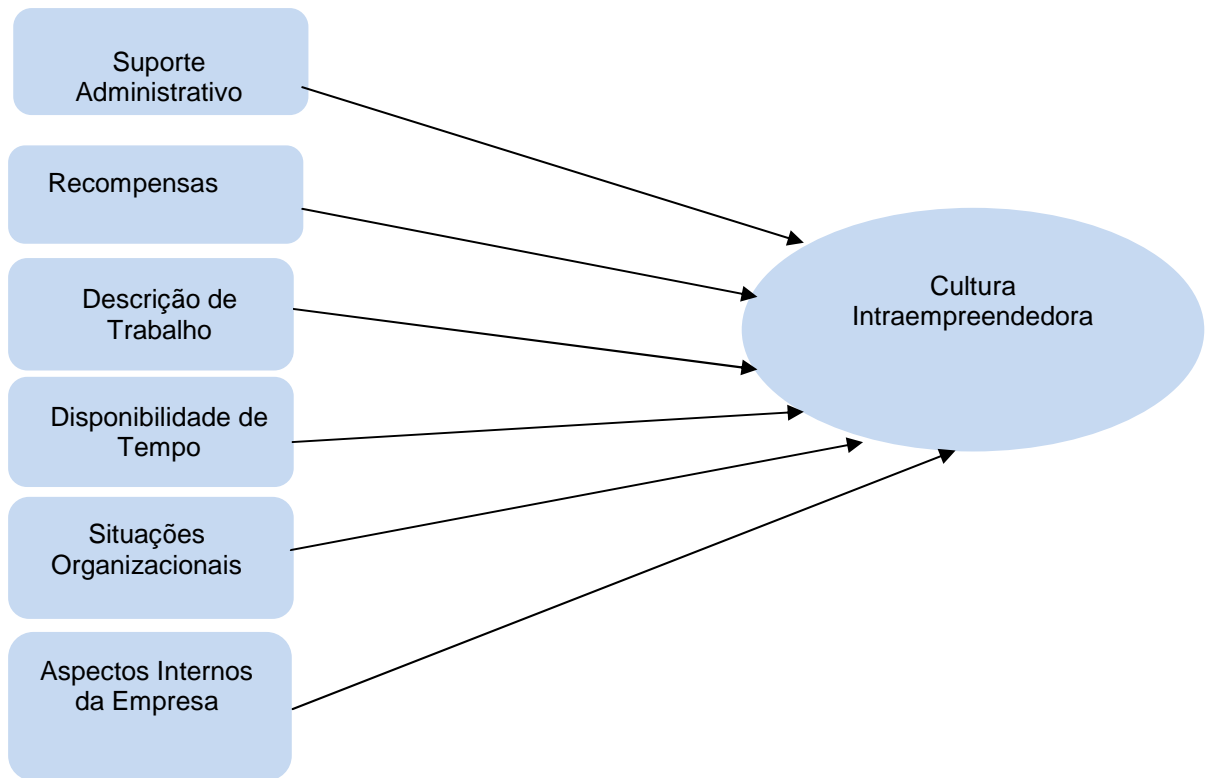 Suporte
Administrativo
Recompensas
Descrição de
Trabalho
Disponibilidade de
Tempo
Situações
Organizacionais
Aspectos Internos
da Empresa
Cultura
Intraempreendedora